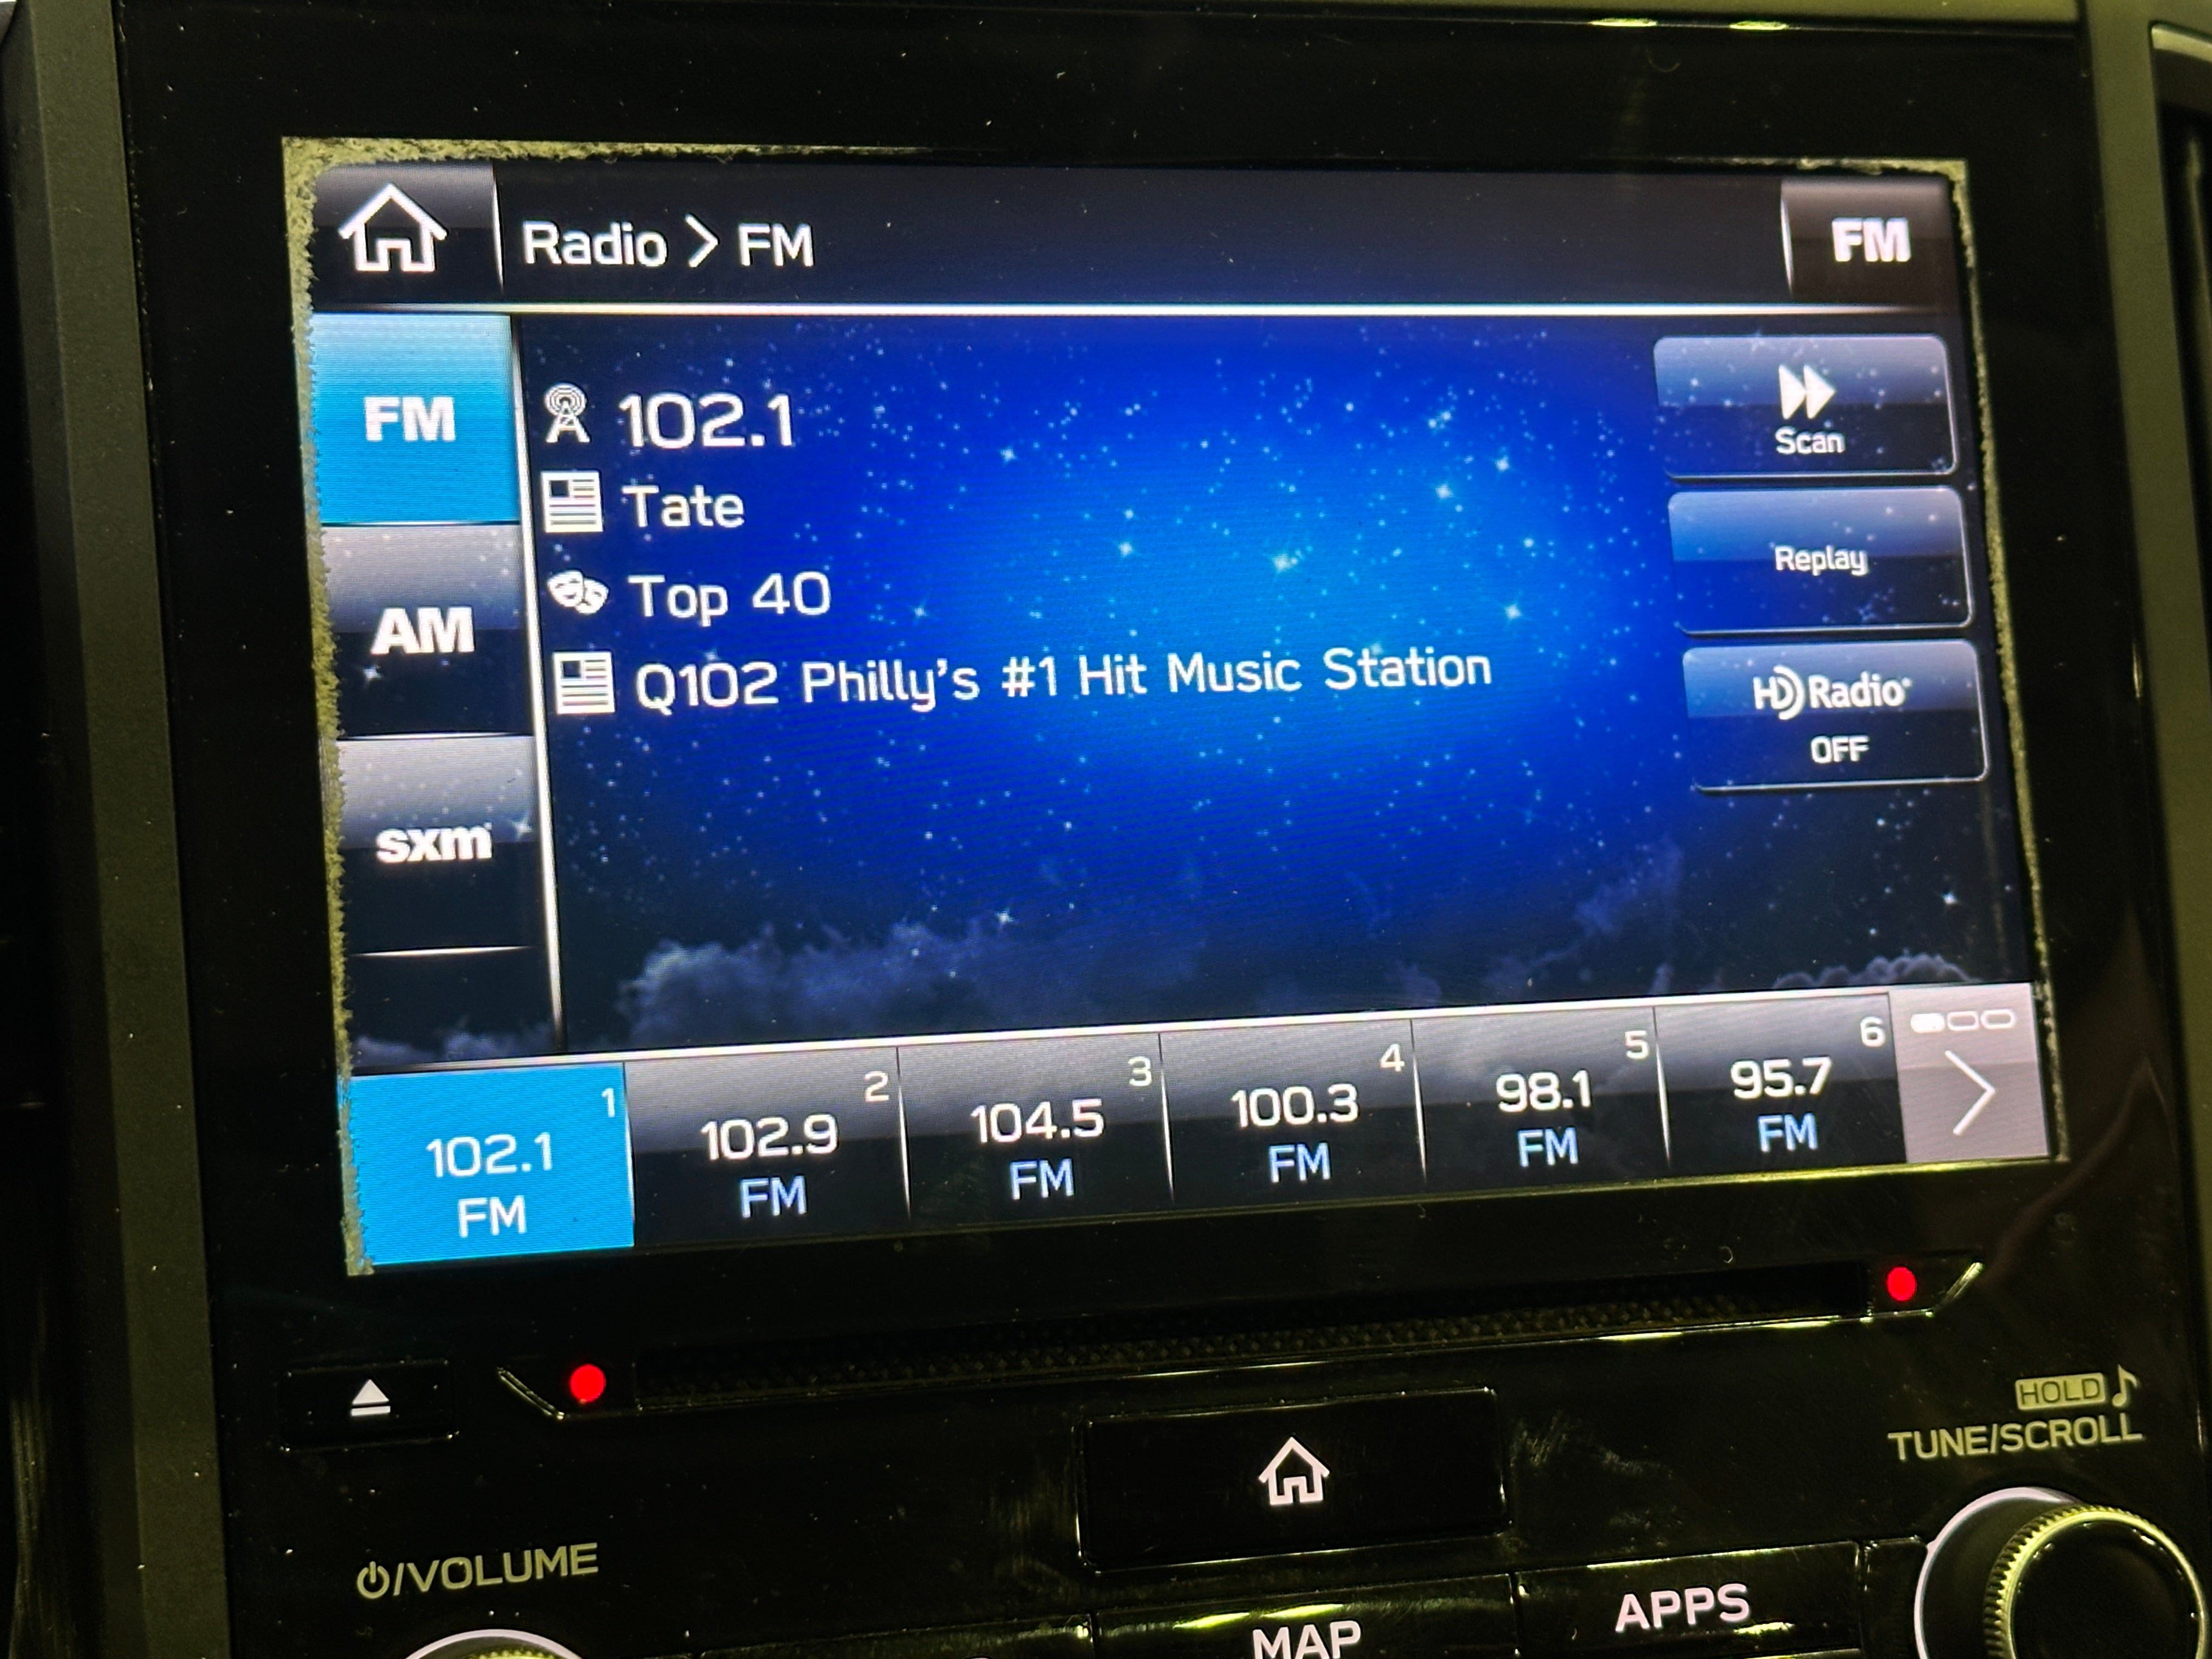 Radio > FM
FM
FM
AM
sxm
102.1
Tate
Top 40
Q102 Philly's #1 Hit Music Station
Scan
Replay
HD Radio
OFF
1
102.1
FM
2
102.9
FM
3
104.5
FM
4
100.3
FM
5
98.1
FM
6
95.7
FM
HOLD
TUNE/SCROLL
/VOLUME
MAP
APPS